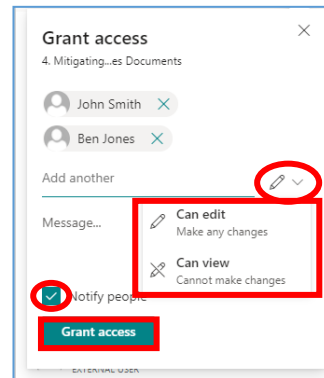 Grant access
4. Mitigating...es Documents
John Smith
Ben Jones
Add another
Message...
Can edit
Make any changes
Can view
Cannot make changes
Notify people
Grant access
EXTERNAL USER